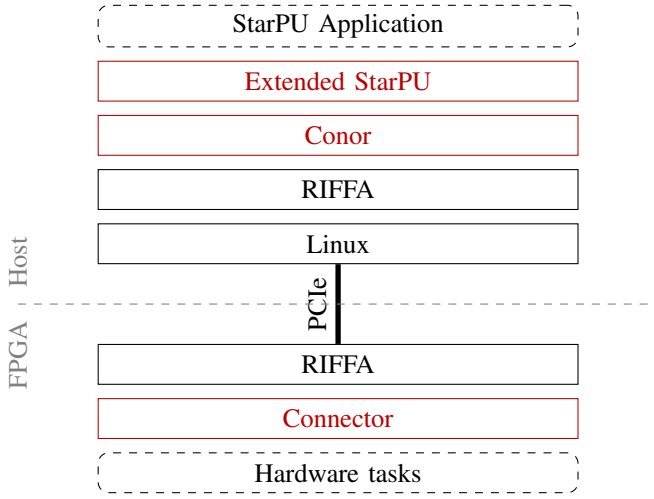 StarPU Application
Extended StarPU
Conor
RIFFA
Linux
Host
PCIe
FPGA
RIFFA
Connector
Hardware tasks